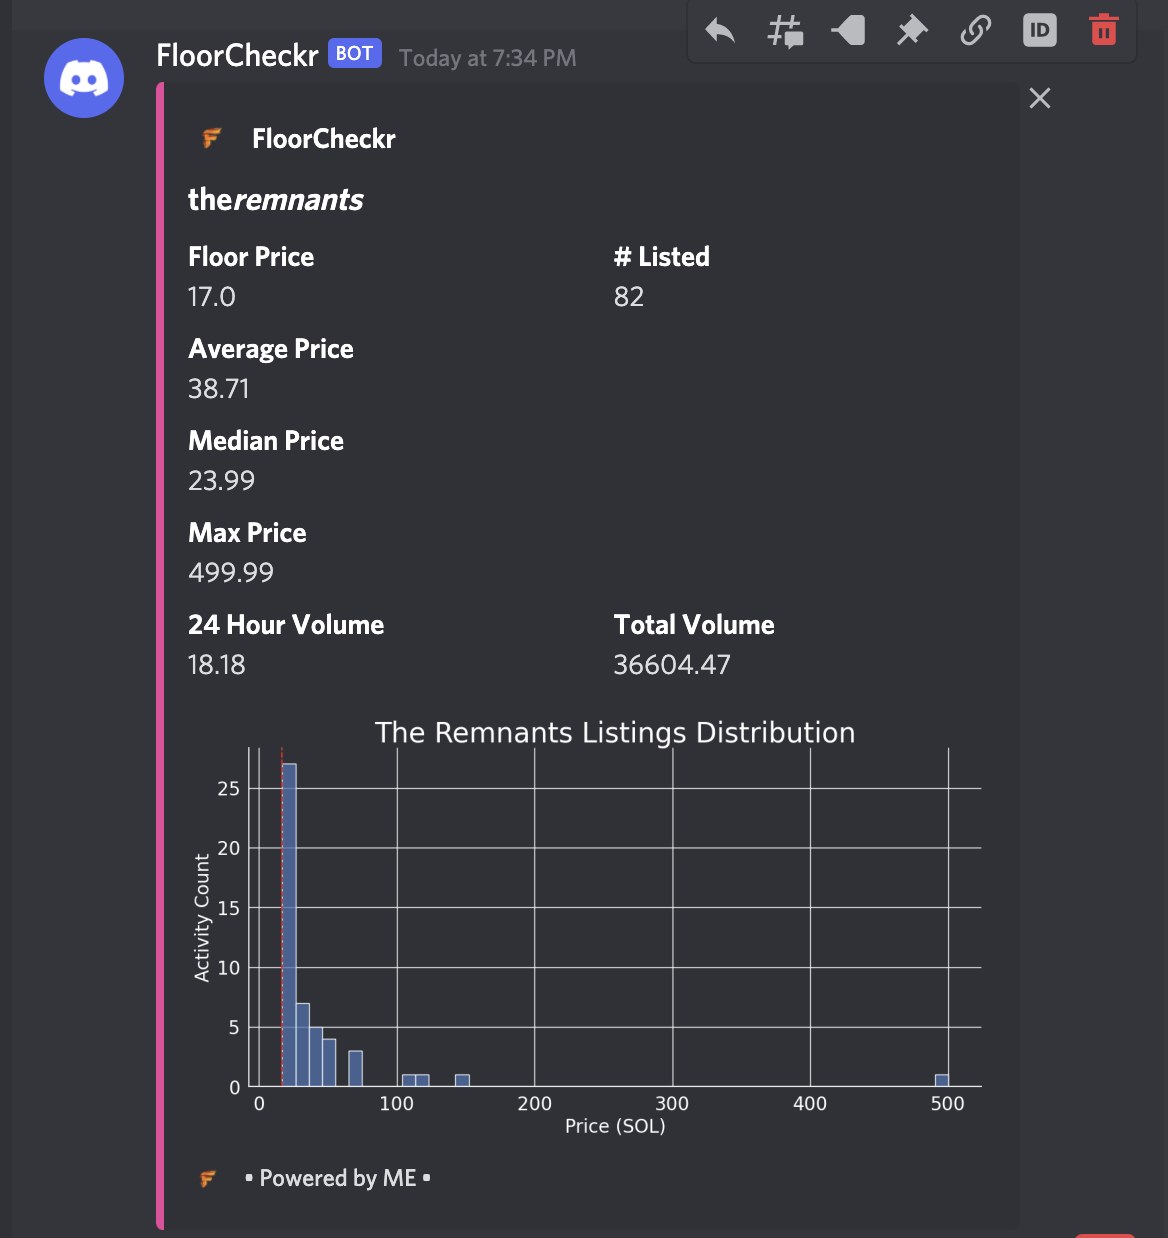 FloorCheckr BOT Today at 7:34 PM
ID
FloorCheckr
theremnants
Floor Price # Listed
17.0 82
Average Price
38.71
Median Price
23.99
Max Price
499.99
24 Hour Volume Total Volume
18.18 36604.47
The Remnants Listings Distribution
Activity Count
25
20
15
10
5
0
0 100 200 300 400 500
Price (SOL)
• Powered by ME •